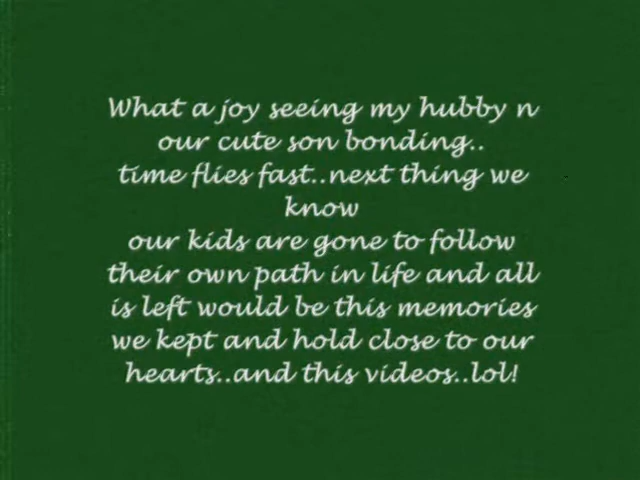 What a joy seeing my hubby n
our cute son bonding..
time flies fast..next thing we
know
our kids are gone to follow
their own path in life and all
is left would be this memories
we kept and hold close to our
hearts..and this videos..lol!